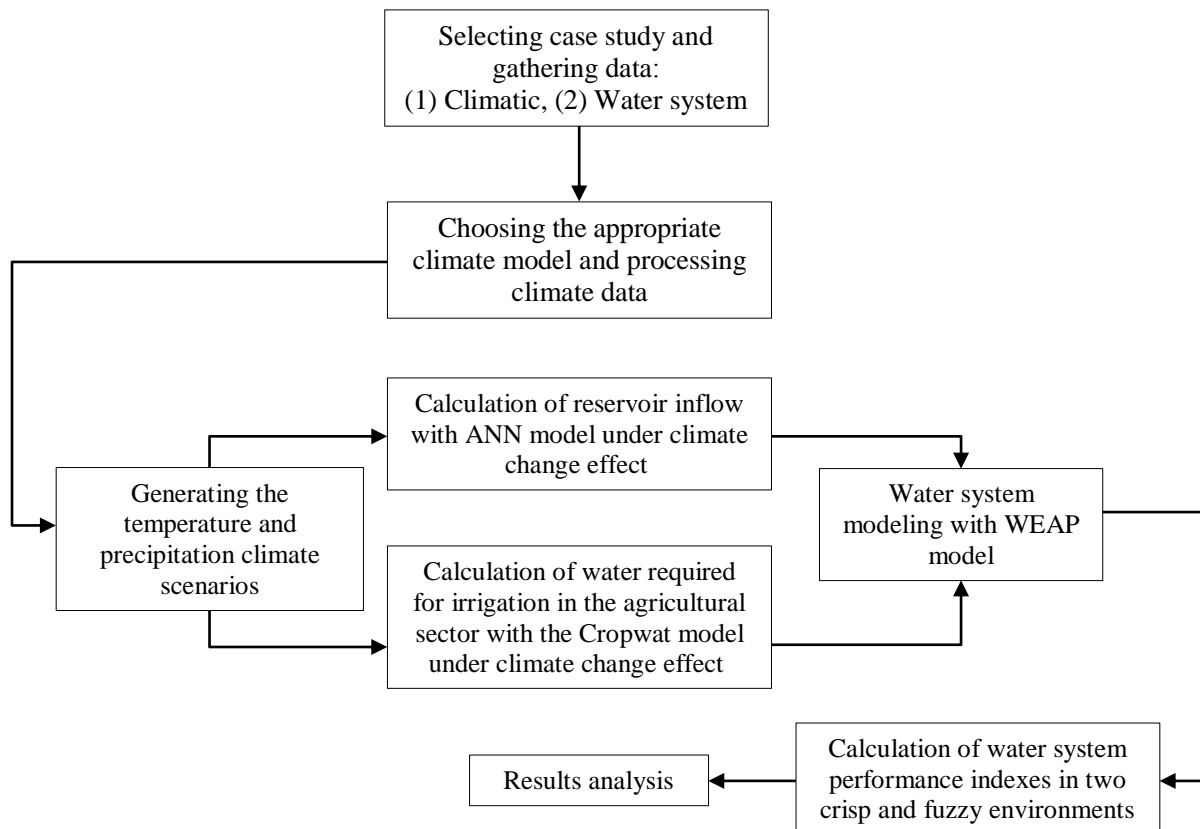 Selecting case study and
gathering data:
(1) Climatic, (2) Water system
Choosing the appropriate
climate model and processing
climate data
Generating the
temperature and
precipitation climate
scenarios
Calculation of reservoir inflow
with ANN model under climate
change effect
Calculation of water required
for irrigation in the agricultural
sector with the Cropwat model
under climate change effect
Water system
modeling with WEAP
model
Calculation of water system
performance indexes in two
crisp and fuzzy environments
Results analysis